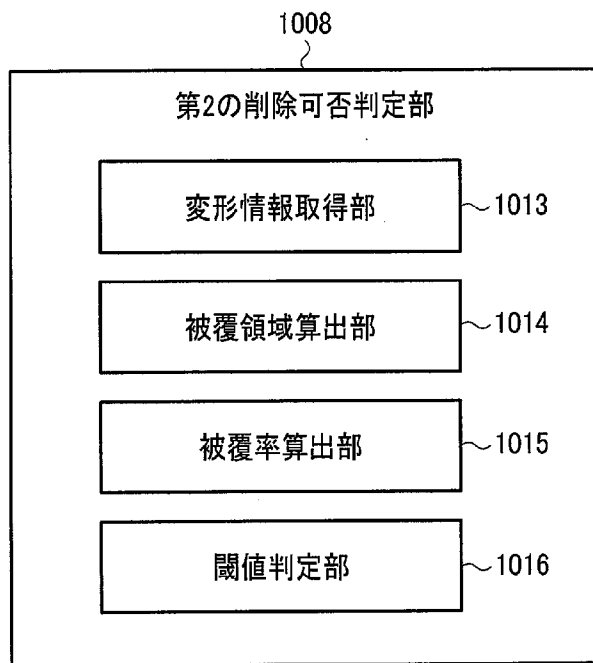 1008
第2の削除可否判定部
変形情報取得部 1013
被覆領域算出部 1014
被覆率算出部 1015
閾値判定部 1016